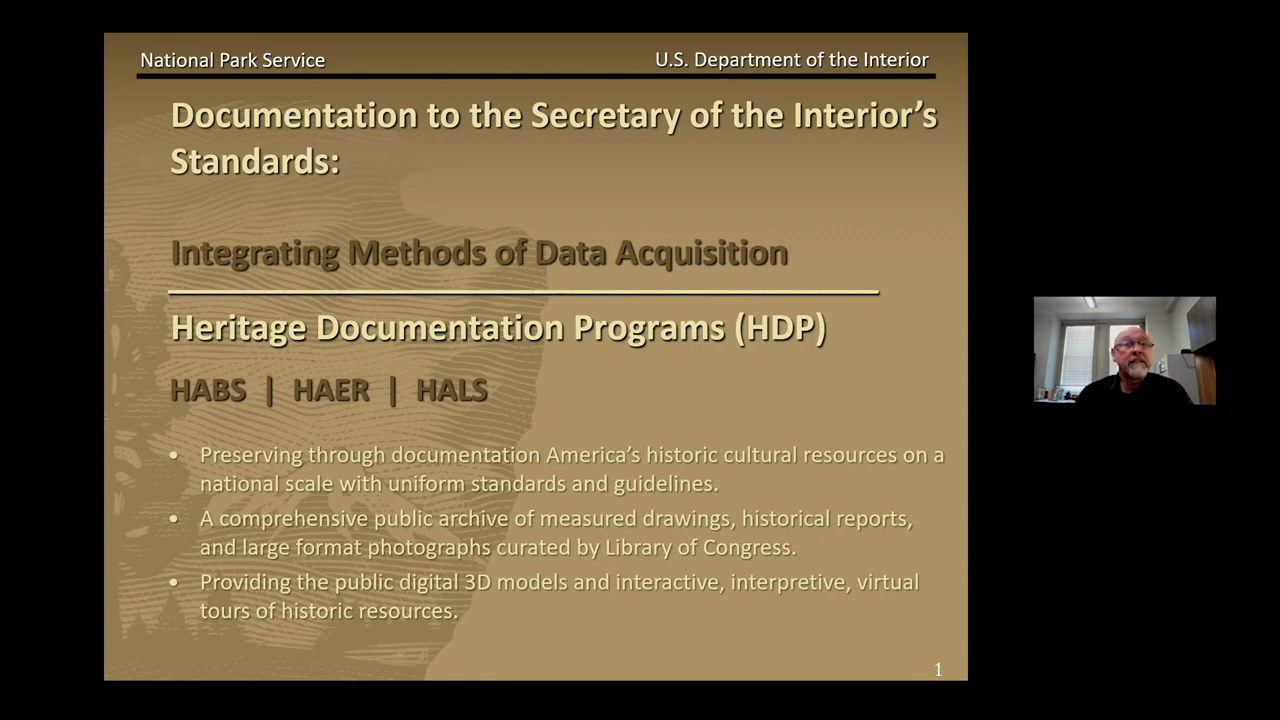 National Park Service
U.S. Department of the Interior
Documentation to the Secretary of the Interior’s
Standards:
Integrating Methods of Data Acquisition
Heritage Documentation Programs (HDP)
HABS | HAER | HALS
• Preserving through documentation America’s historic cultural resources on a
national scale with uniform standards and guidelines.
• A comprehensive public archive of measured drawings, historical reports,
and large format photographs curated by Library of Congress.
• Providing the public digital 3D models and interactive, interpretive, virtual
tours of historic resources.
1